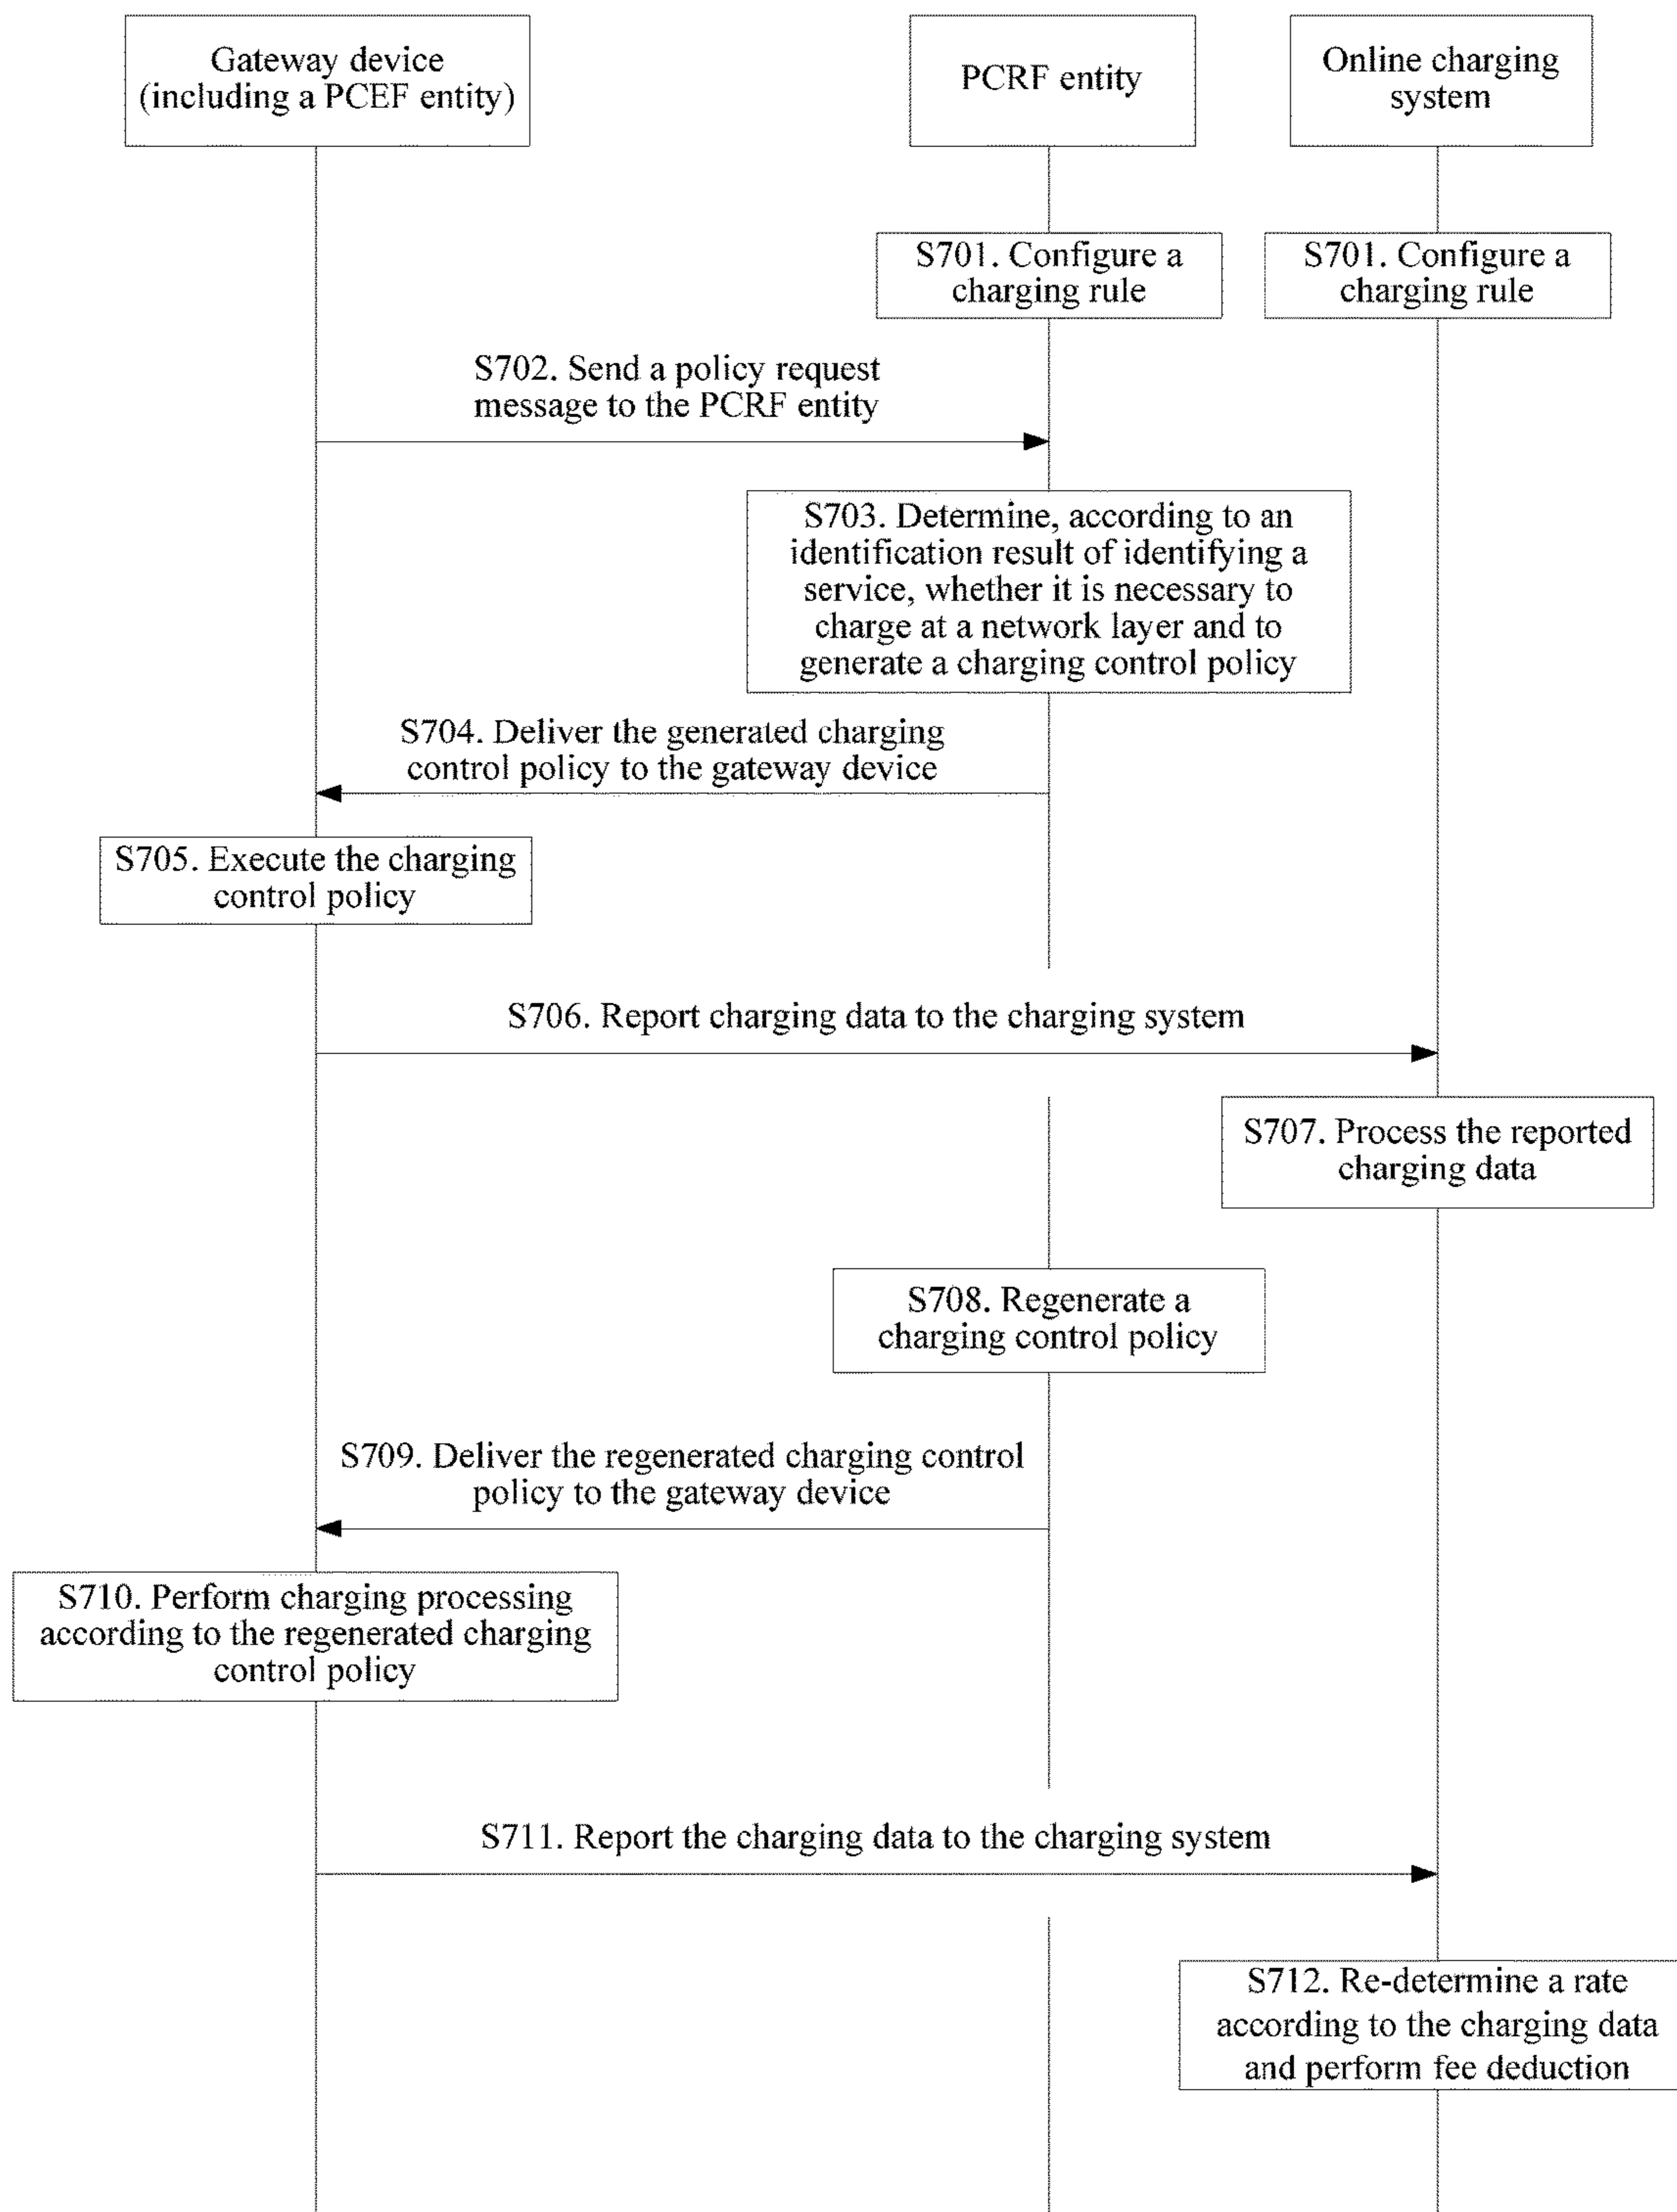 Gateway device
(including a PCEF entity)
PCRF entity
Online charging
system
S701. Configure a
charging rule
S701. Configure a
charging rule
S702. Send a policy request
message to the PCRF entity
S703. Determine, according to an
identification result of identifying a
service, whether it is necessary to
charge at a network layer and to
generate a charging control policy
S704. Deliver the generated charging
control policy to the gateway device
S705. Execute the charging
control policy
S706. Report charging data to the charging system
S707. Process the reported
charging data
S708. Regenerate a
charging control policy
S709. Deliver the regenerated charging control
policy to the gateway device
S710. Perform charging processing
according to the regenerated charging
control policy
S711. Report the charging data to the charging system
S712. Re-determine a rate
according to the charging data
and perform fee deduction